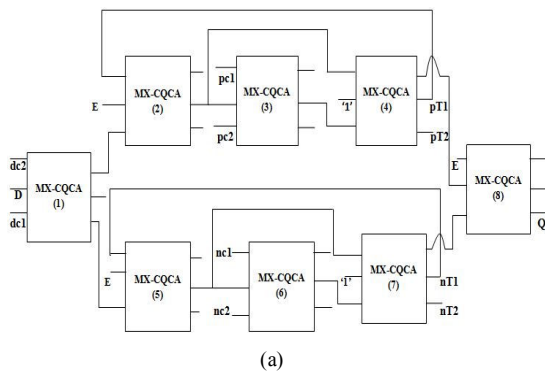 MX-CQCA
(2)
E
pc1
pc2
MX-CQCA
(3)
'1'
MX-CQCA
(4)
pT1
pT2
dc2
D
dc1
MX-CQCA
(1)
E
MX-CQCA
(8)
Q
MX-CQCA
(5)
E
nc1
nc2
MX-CQCA
(6)
'1'
MX-CQCA
(7)
nT1
nT2
(a)